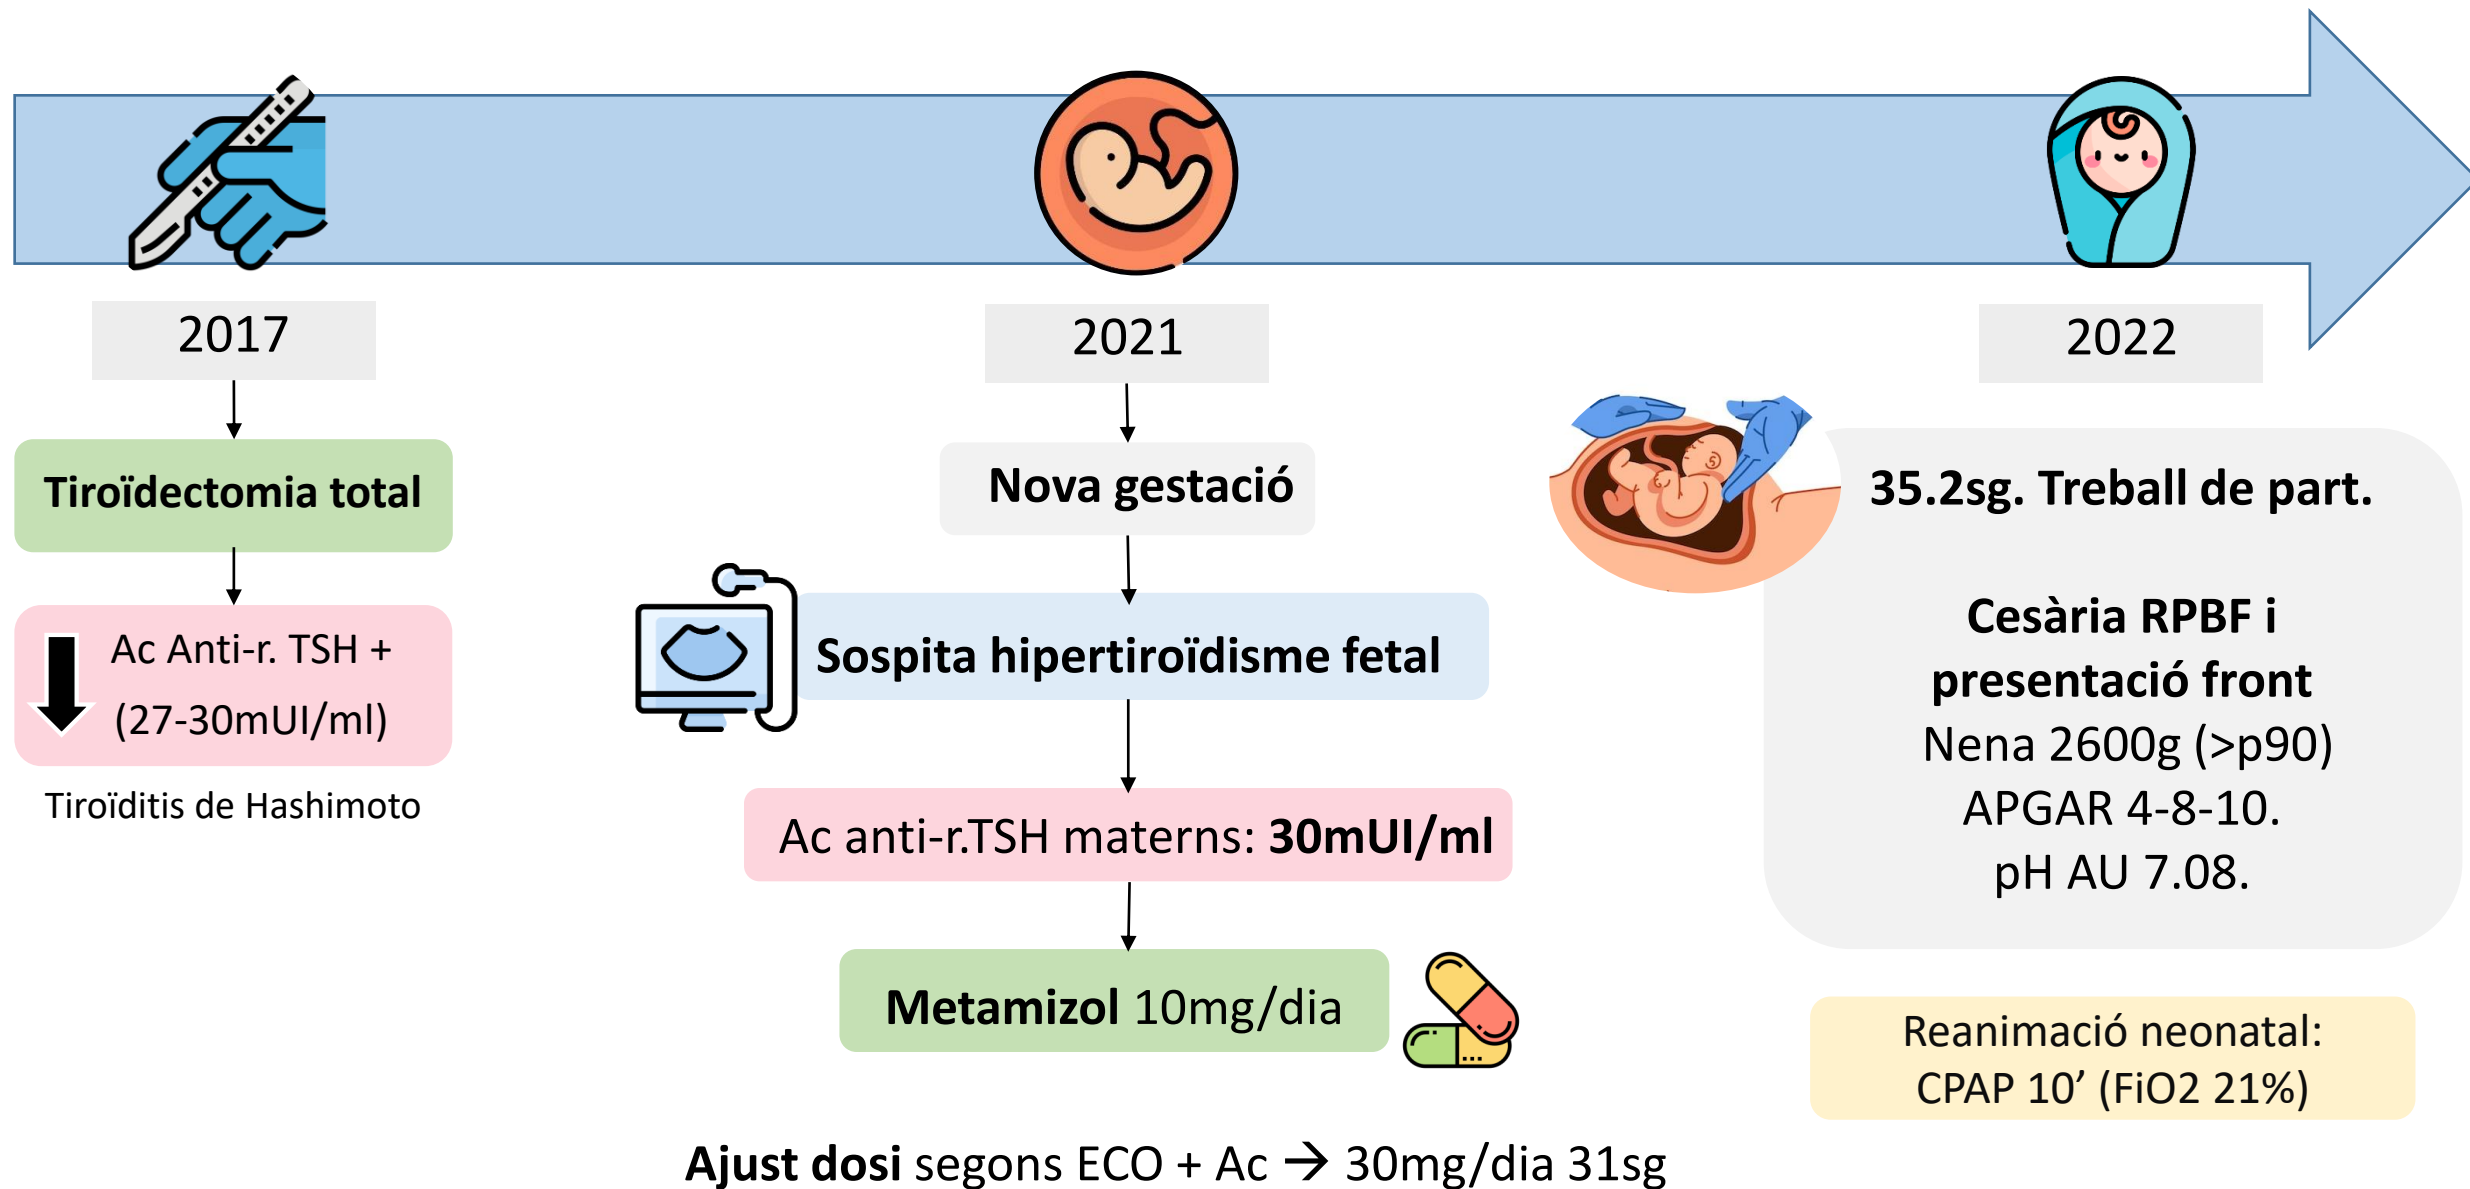 2017
Tiroïdectomia total
Ac Anti-r. TSH +
(27-30mUI/ml)
Tiroïditis de Hashimoto
2021
Nova gestació
Sospita hipertiroïdisme fetal
Ac anti-r.TSH materns: 30mUI/ml
Metamizol 10mg/dia
Ajust dosi segons ECO + Ac → 30mg/dia 31sg
2022
35.2sg. Treball de part.
Cesària RPBF i
presentació front
Nena 2600g (>p90)
APGAR 4-8-10.
pH AU 7.08.
Reanimació neonatal:
CPAP 10’ (FiO2 21%)